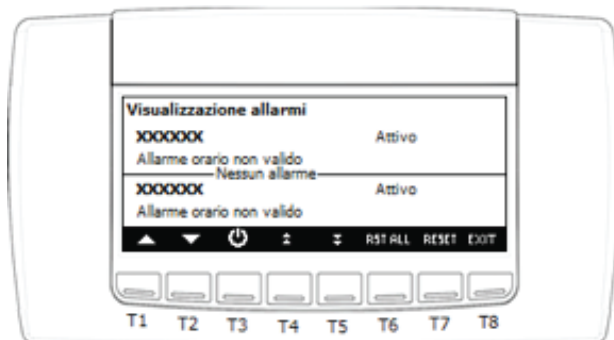 Visualizzazione allarmi
XXXXXX Attivo
Allarme orario non valido
Nessun allarme
XXXXXX Attivo
Allarme orario non valido
RST ALL RESET EXIT
T1 T2 T3 T4 T5 T6 T7 T8